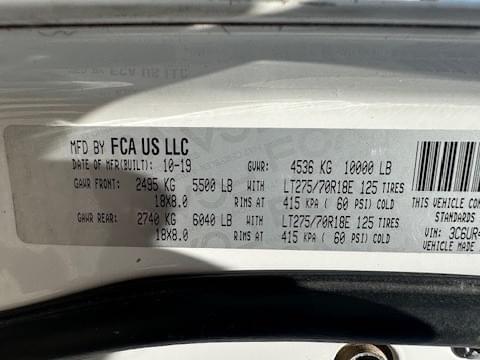 MFD BY FCA US LLC
DATE OF MFR(BUILT): 10-19 GVWR: 4536 KG 10000 LB
GAWR FRONT: 2495 KG 5500 LB WITH LT275/70R18E 125 TIRES
18X8.0 RIMS AT 415 KPA ( 60 PSI) COLD
GAWR REAR: 2740 KG 6040 LB WITH LT275/70R18E 125 TIRES
18X8.0 RIMS AT 415 KPA ( 60 PSI) COLD
THIS VEHICLE CON
STANDARDS
VIN: 3C6UR
VEHICLE MADE